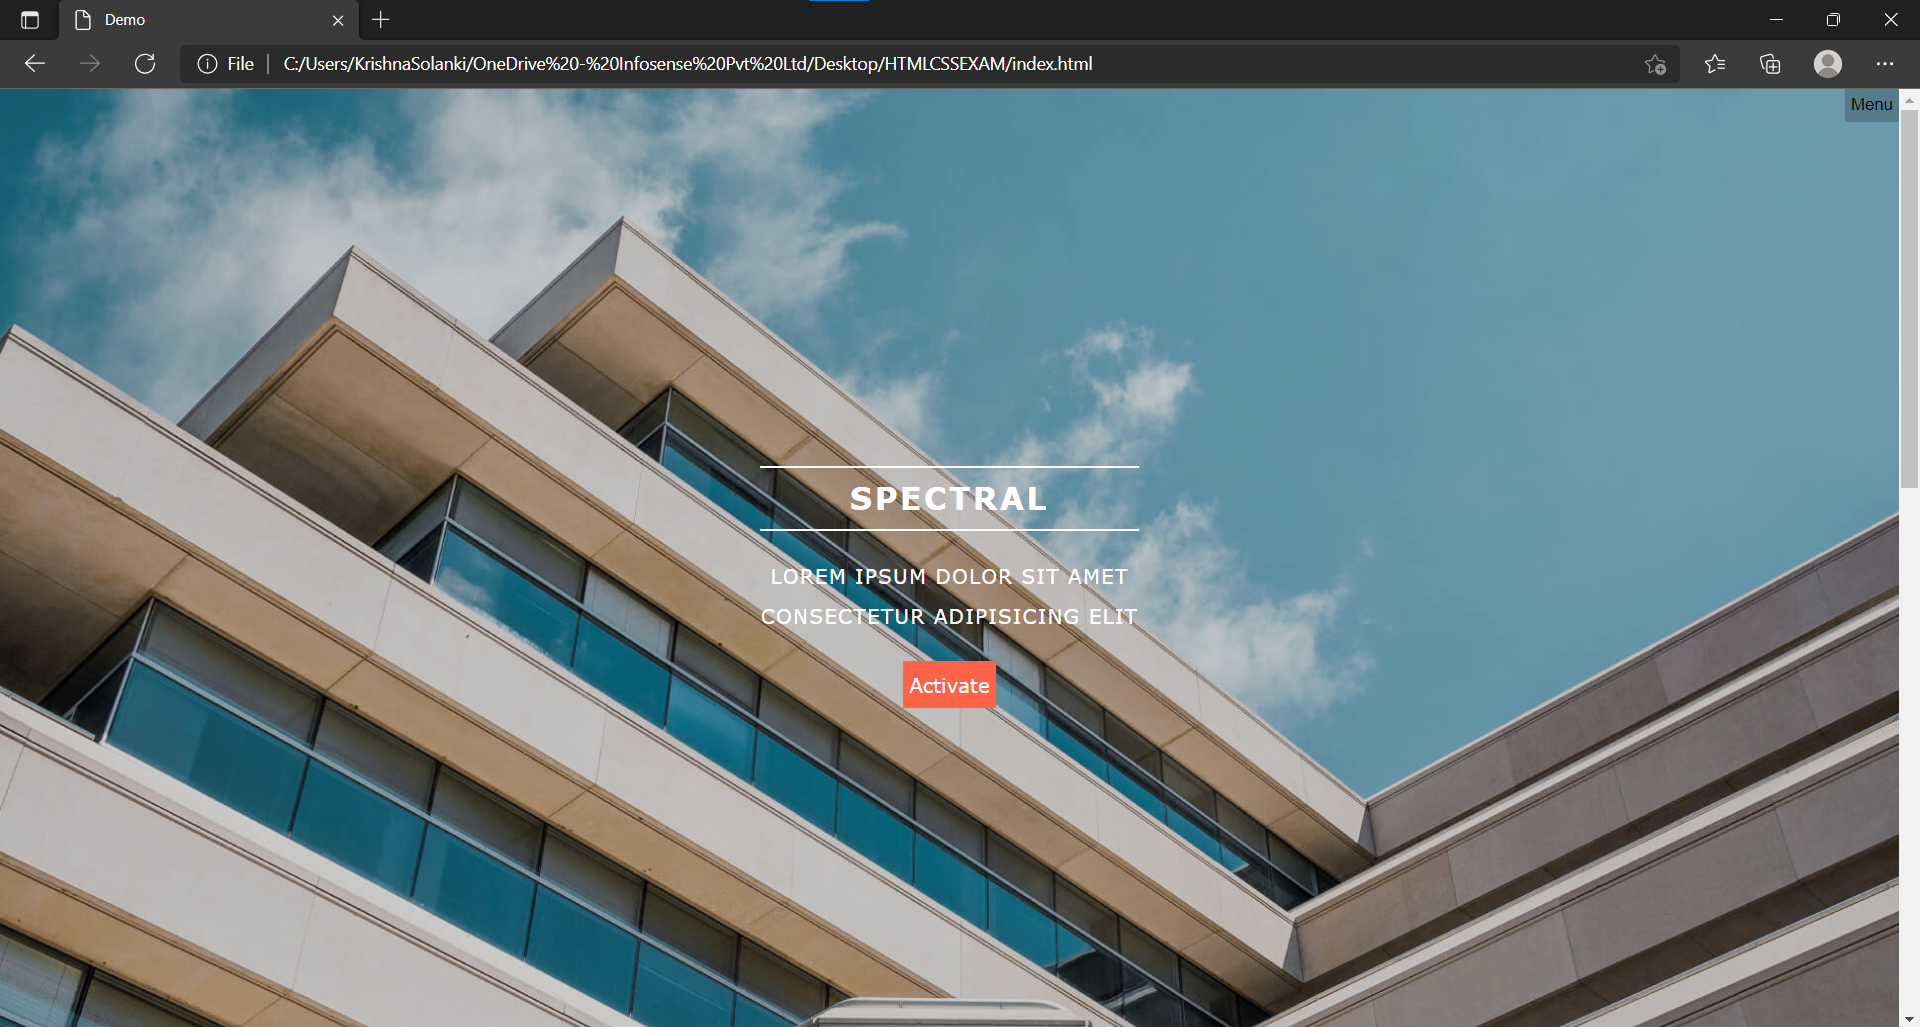 Demo
File
C:/Users/KrishnaSolanki/OneDrive%20-%20Infosense%20Pvt%20Ltd/Desktop/HTMLCSSEXAM/index.html
Menu
SPECTRAL
LOREM IPSUM DOLOR SIT AMET
CONSECTETUR ADIPISICING ELIT
Activate